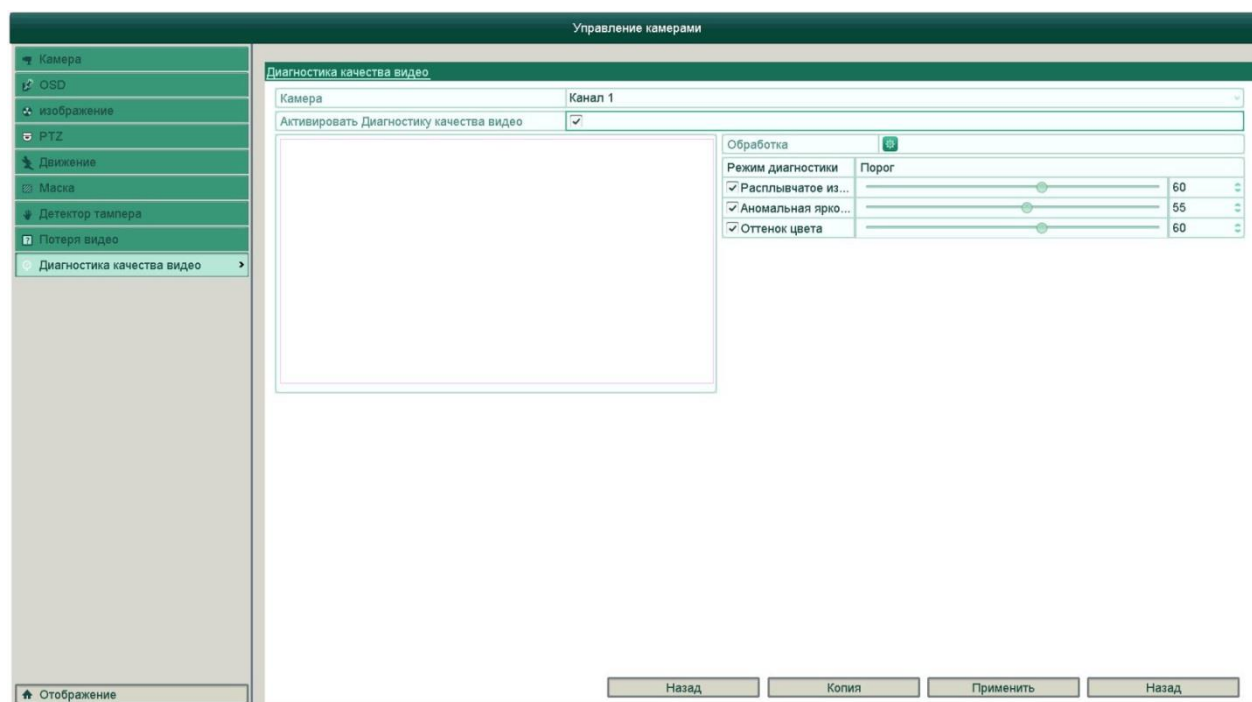 Управление камерами
Камера
OSD
изображение
PTZ
Движение
Маска
Детектор тампера
Потеря видео
Диагностика качества видео
Отображение
Диагностика качества видео
Камера Канал 1
Активировать Диагностику качества видео
Обработка
Режим диагностики Порог
Расплывчатое из... 60
Аномальная ярко... 55
Оттенок цвета 60
Назад Копия Применить Назад